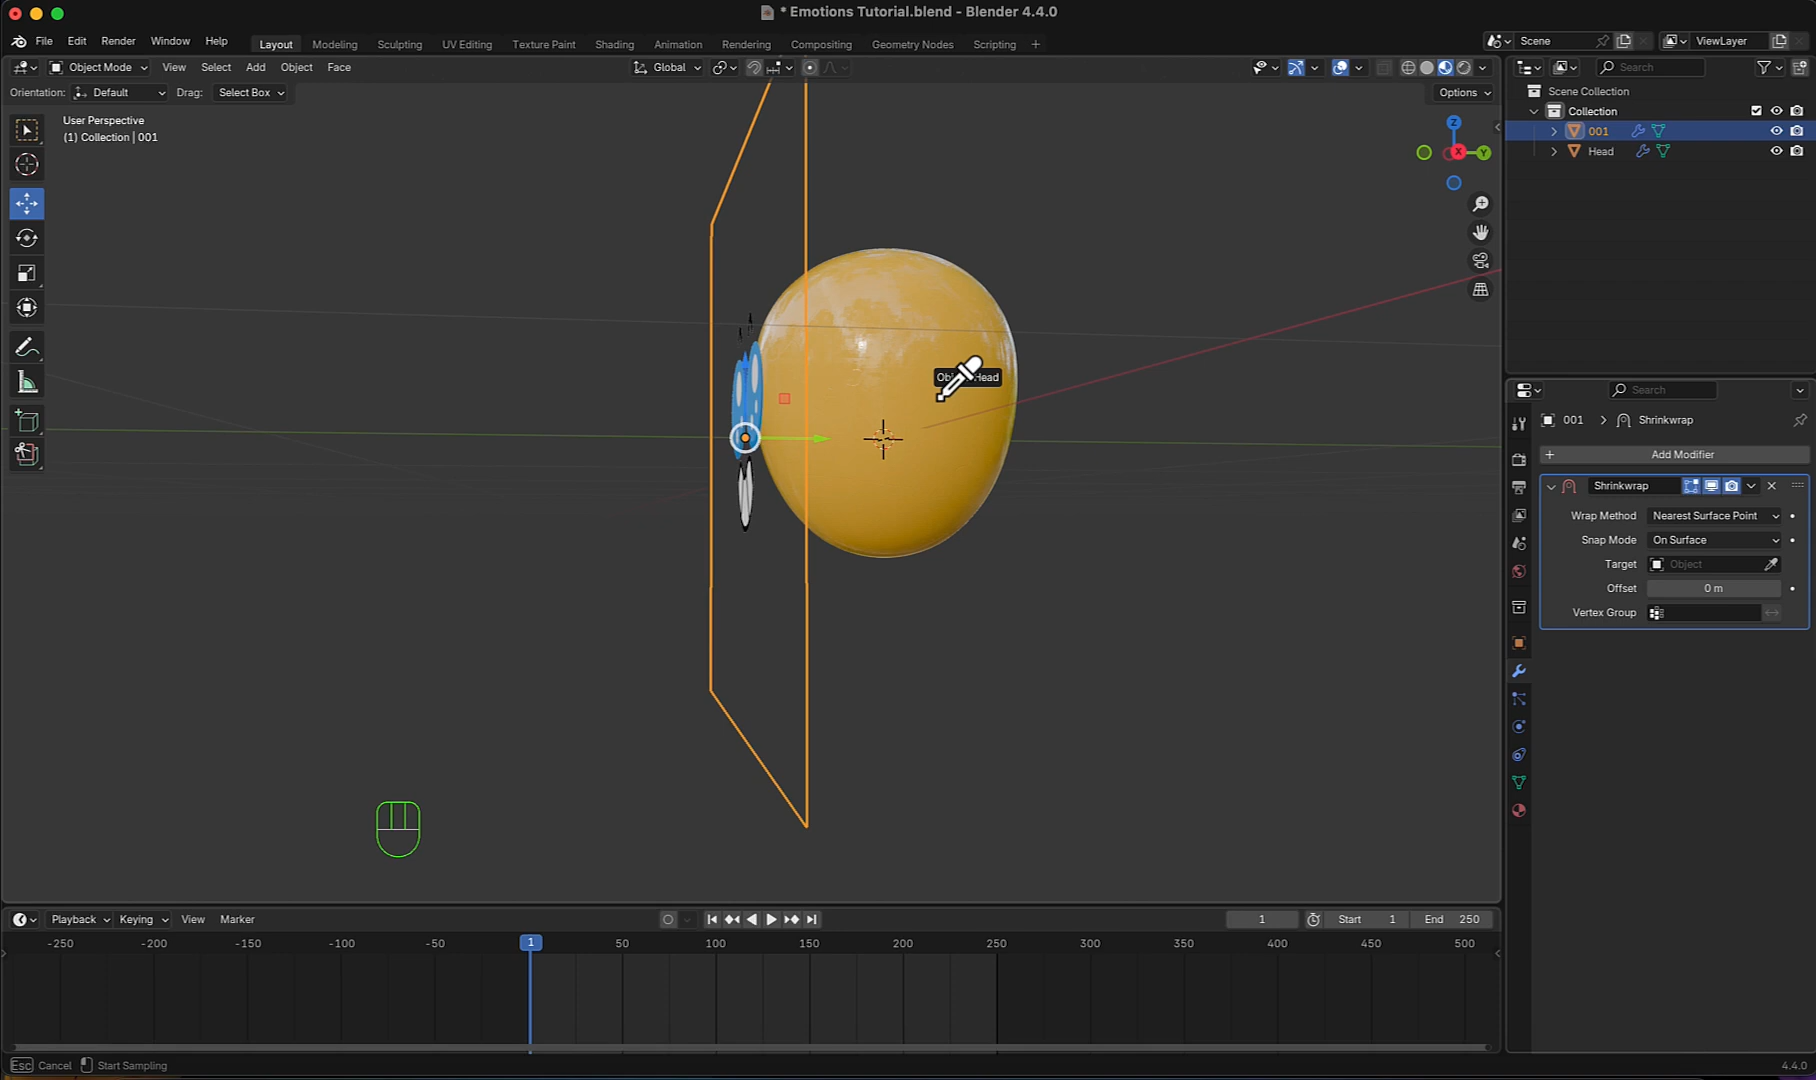 * Emotions Tutorial.blend - Blender 4.4.0
File Edit Render Window Help
Layout Modeling Sculpting UV Editing Texture Paint Shading Animation Rendering Compositing Geometry Nodes Scripting +
Scene
ViewLayer
Object Mode View Select Add Object Face
Global
Search
Orientation: Default Drag: Select Box
Options
Scene Collection
Collection
001
Head
User Perspective
(1) Collection | 001
Z
X
Y
Search
001 > Shrinkwrap
+ Add Modifier
Shrinkwrap
Wrap Method Nearest Surface Point
Snap Mode On Surface
Target Object
Offset 0 m
Vertex Group
Playback Keying View Marker
1
Start 1
End 250
-250 -200 -150 -100 -50 1 50 100 150 200 250 300 350 400 450 500
Esc Cancel Start Sampling
4.4.0